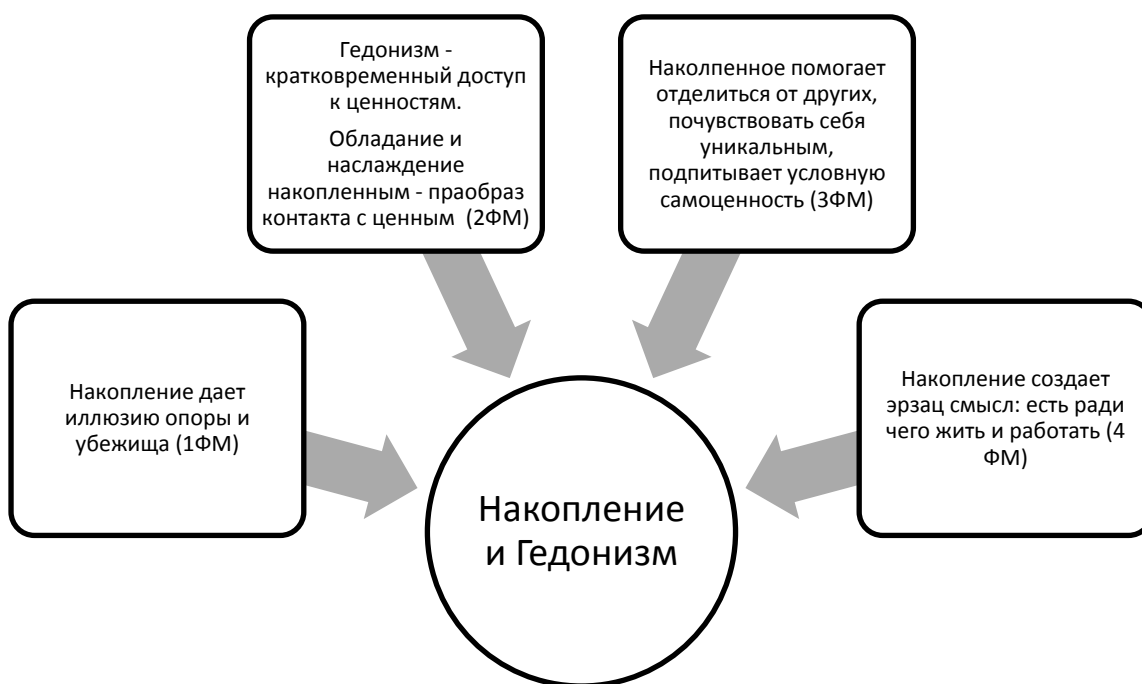 Гедонизм -
кратковременный доступ
к ценностям.
Обладание и
наслаждение
накопленным - праобраз
контакта с ценным (2ФМ)
Наколпенное помогает
отделиться от других,
почувствовать себя
уникальным,
подпитывает условную
самоценность (3ФМ)
Накопление дает
иллюзию опоры и
убежища (1ФМ)
Накопление создает
эрзац смысл: есть ради
чего жить и работать (4
ФМ)
Накопление
и Гедонизм